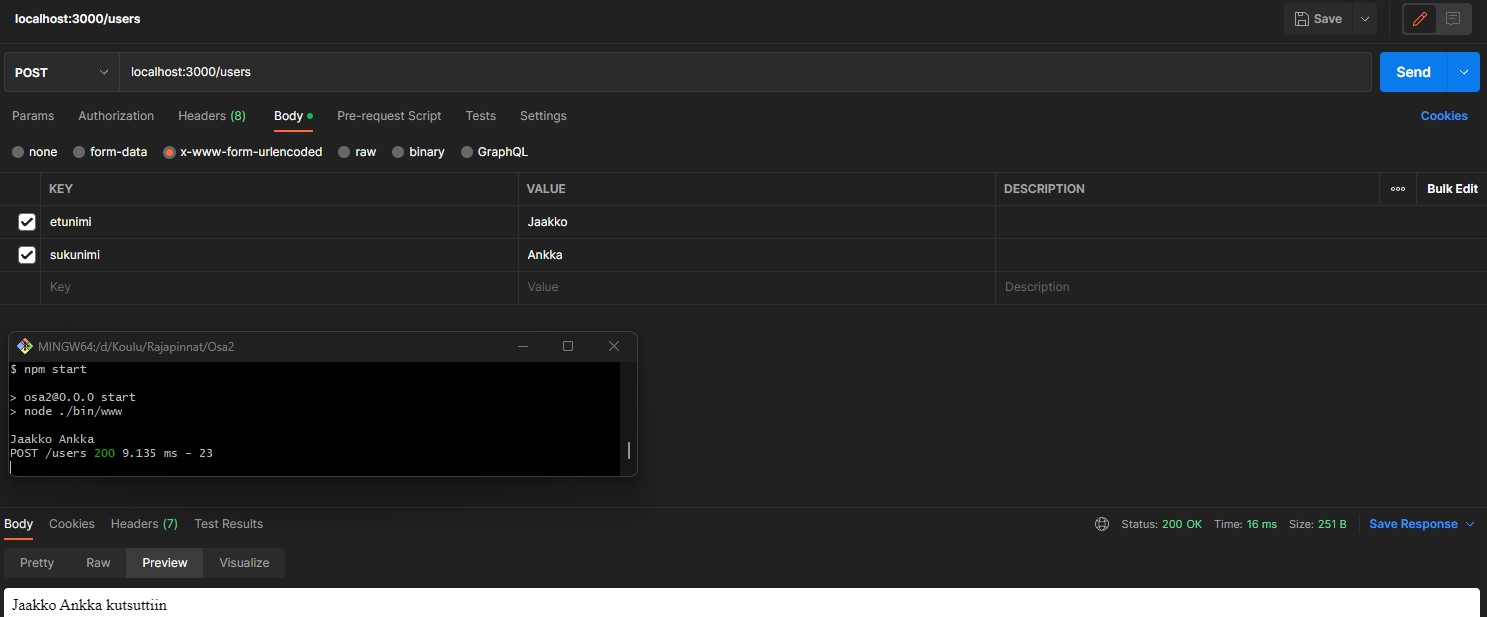 localhost:3000/users
Save
POST localhost:3000/users Send
Params Authorization Headers (8) Body Pre-request Script Tests Settings Cookies
none form-data x-www-form-urlencoded raw binary GraphQL
KEY VALUE DESCRIPTION ooo Bulk Edit
etunimi Jaakko
sukunimi Ankka
Key Value Description
MINGW64:/d/Koulu/Rajapinnat/Osa2
$ npm start
> osa2@0.0.0 start
> node ./bin/www
Jaakko Ankka
POST /users 200 9.135 ms - 23
Body Cookies Headers (7) Test Results Status: 200 OK Time: 16 ms Size: 251 B Save Response
Pretty Raw Preview Visualize
Jaakko Ankka kutsuttiin